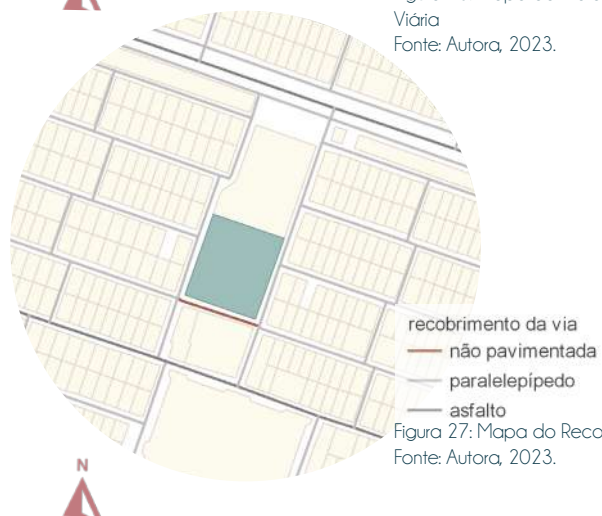 Viária
Fonte: Autora, 2023.
recobrimento da via
não pavimentada
paralelepípedo
asfalto
Figura 27: Mapa do Reco
Fonte: Autora, 2023.
N